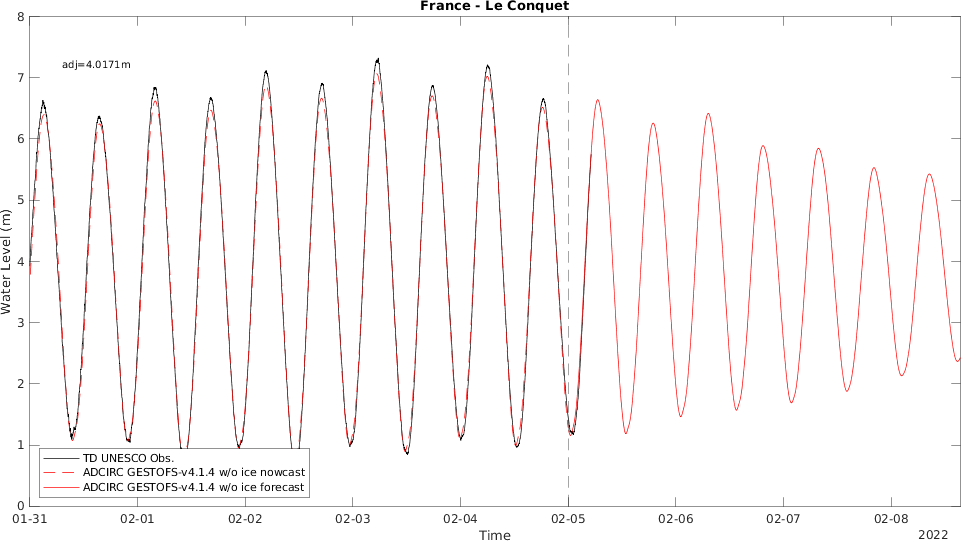 France - Le Conquet
8
7
6
5
4
3
2
1
0
Water Level (m)
adj=4.0171m
TD UNESCO Obs.
ADCIRC GESTOFS-v4.1.4 w/o ice nowcast
ADCIRC GESTOFS-v4.1.4 w/o ice forecast
01-31 02-01 02-02 02-03 02-04 02-05 02-06 02-07 02-08
Time
2022